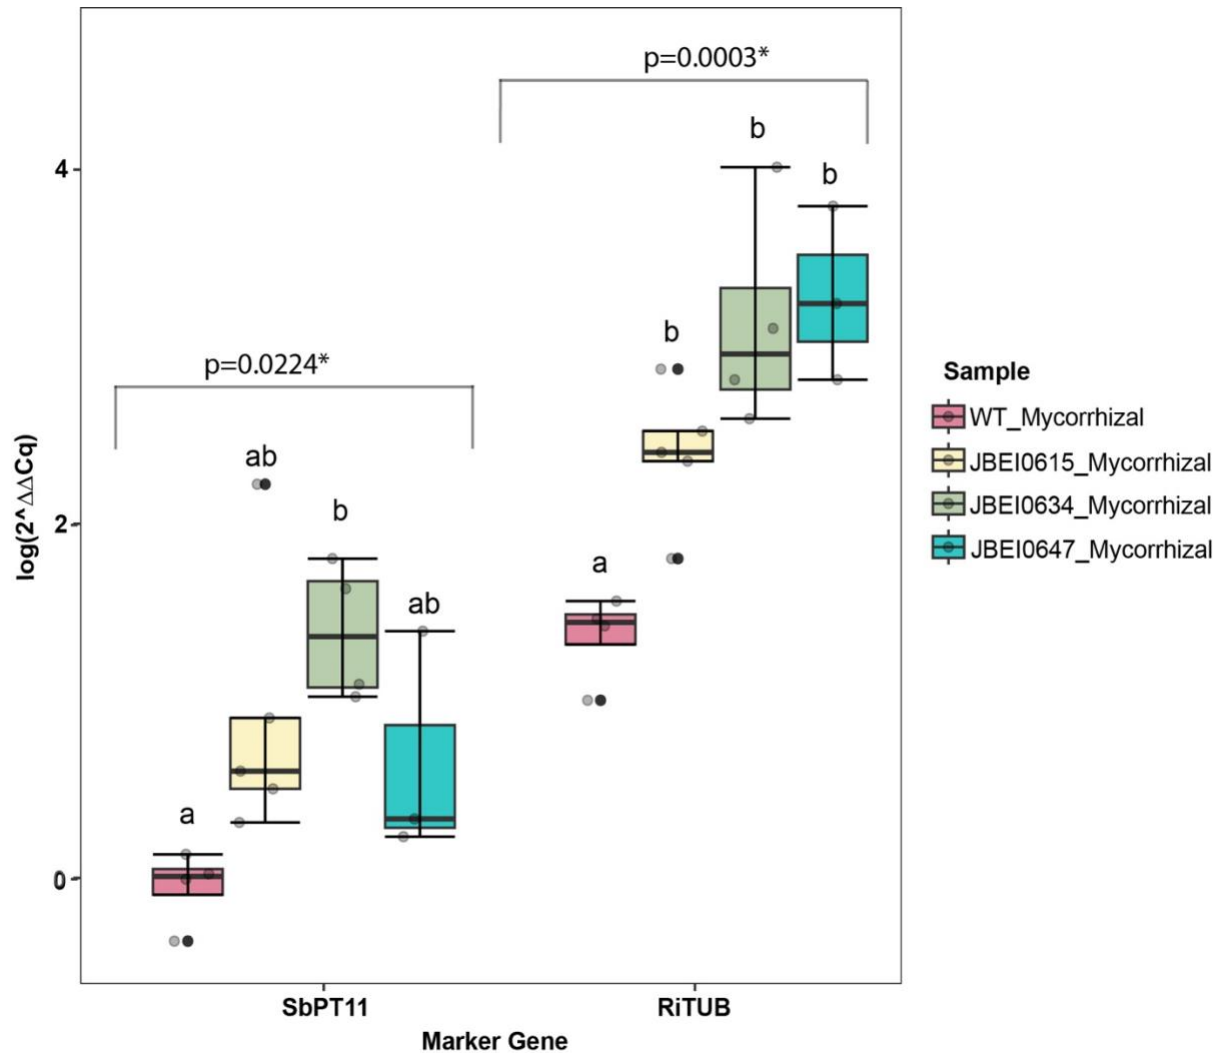 p=0.0003*
b
4
b
b
p=0.0224*
Sample
WT_Mycorrhizal
JBEI0615_Mycorrhizal
JBEI0634_Mycorrhizal
JBEI0647_Mycorrhizal
log(2^ΔΔCq)
ab
2
b
a
ab
a
0
SbPT11
RiTUB
Marker Gene